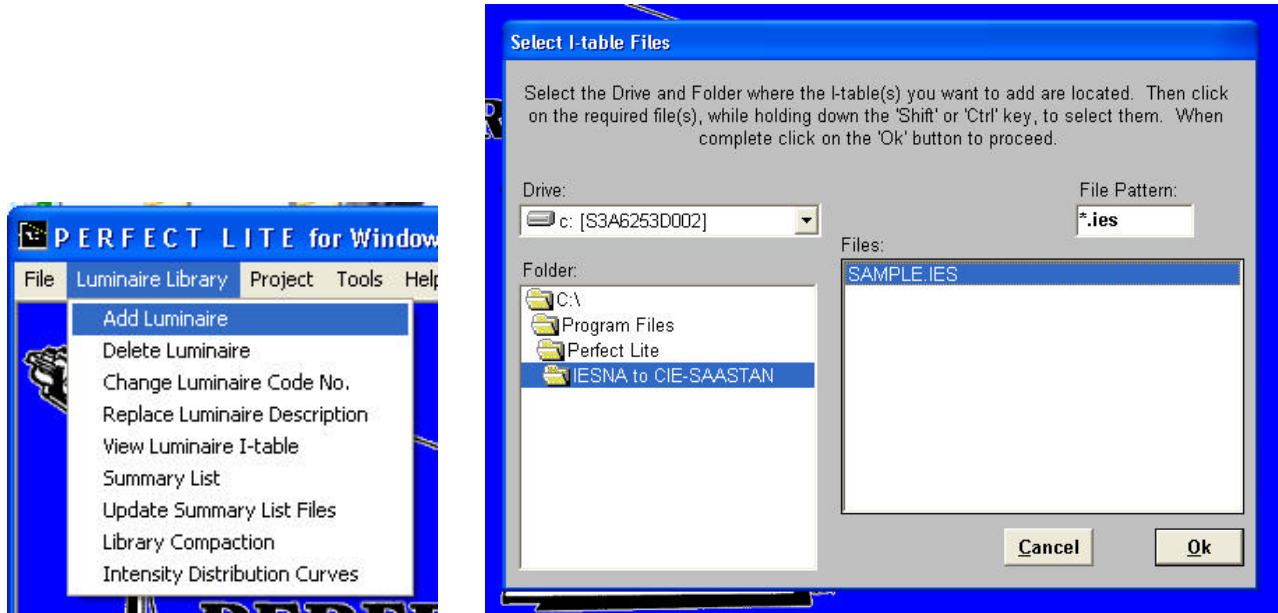 PERFECT LITE for Window
File Luminaire Library Project Tools Help
Add Luminaire
Delete Luminaire
Change Luminaire Code No.
Replace Luminaire Description
View Luminaire I-table
Summary List
Update Summary List Files
Library Compaction
Intensity Distribution Curves
Select I-table Files
Select the Drive and Folder where the I-table(s) you want to add are located. Then click
on the required file(s), while holding down the 'Shift' or 'Ctrl' key, to select them. When
complete click on the 'Ok' button to proceed.
Drive:
c: [S3A6253D002]
File Pattern:
*.ies
Folder:
C:\
Program Files
Perfect Lite
IESNA to CIE-SAASTAN
Files:
SAMPLE.IES
Cancel
Ok